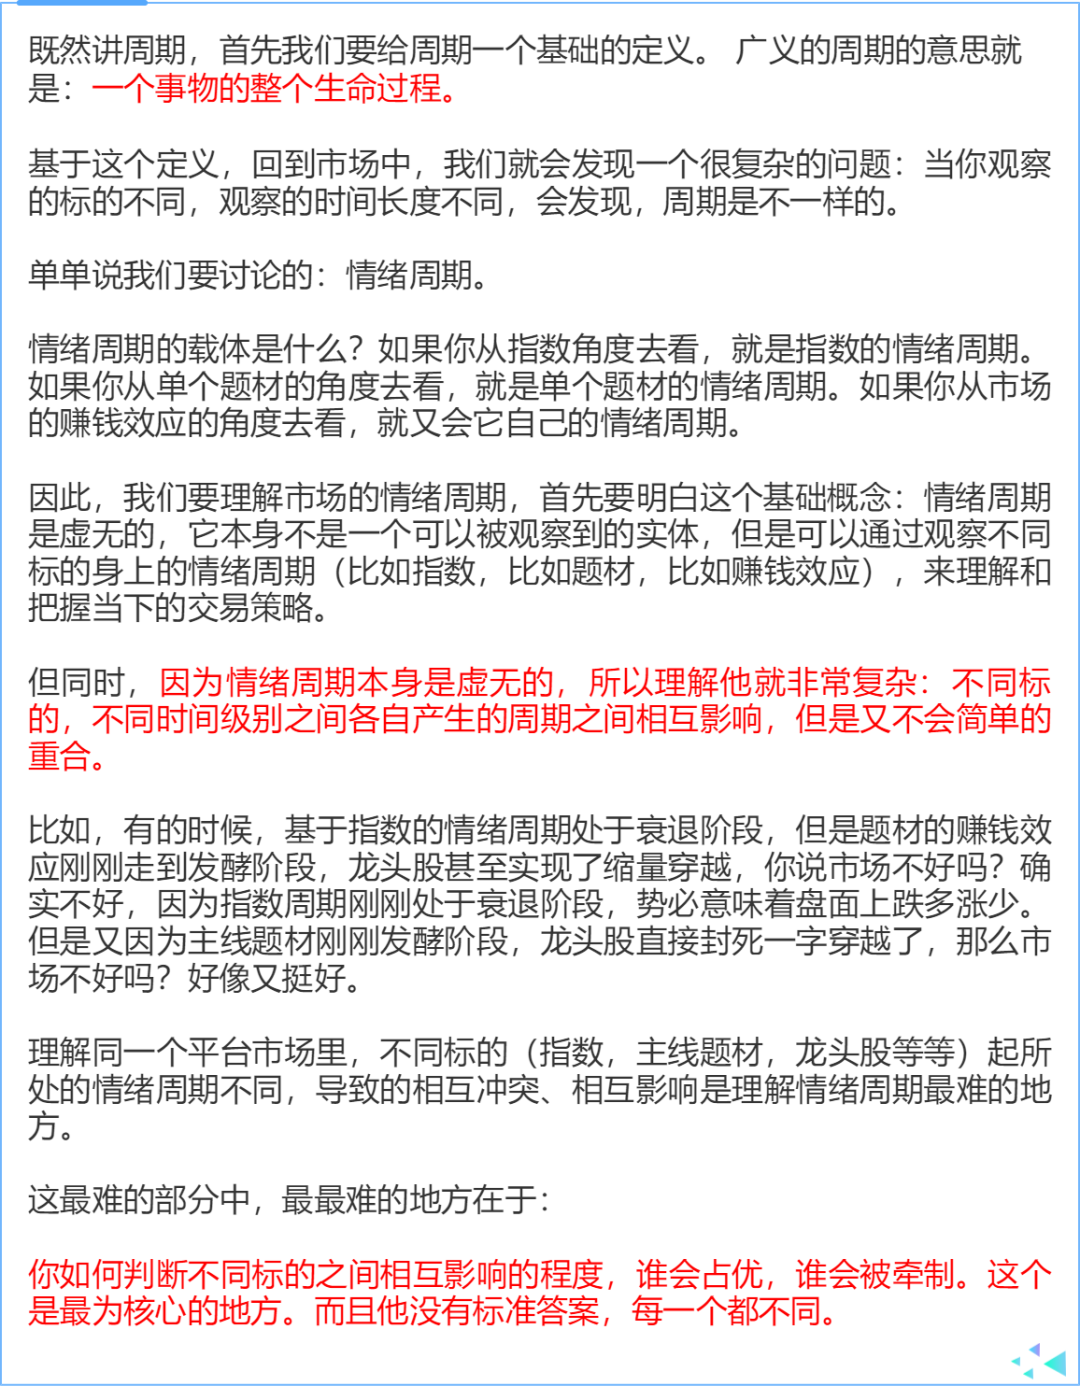 既然讲周期，首先我们要给周期一个基础的定义。 广义的周期的意思就
是：一个事物的整个生命过程。
基于这个定义，回到市场中，我们就会发现一个很复杂的问题：当你观察
的标的不同，观察的时间长度不同，会发现，周期是不一样的。
单单说我们要讨论的：情绪周期。
情绪周期的载体是什么？如果你从指数角度去看，就是指数的情绪周期。
如果你从单个题材的角度去看，就是单个题材的情绪周期。如果你从市场
的赚钱效应的角度去看，就又会它自己的情绪周期。
因此，我们要理解市场的情绪周期，首先要明白这个基础概念：情绪周期
是虚无的，它本身不是一个可以被观察到的实体，但是可以通过观察不同
标的身上的情绪周期（比如指数，比如题材，比如赚钱效应），来理解和
把握当下的交易策略。
但同时，因为情绪周期本身是虚无的，所以理解他就非常复杂：不同标
的，不同时间级别之间各自产生的周期之间相互影响，但是又不会简单的
重合。
比如，有的时候，基于指数的情绪周期处于衰退阶段，但是题材的赚钱效
应刚刚走到发酵阶段，龙头股甚至实现了缩量穿越，你说市场不好吗？确
实不好，因为指数周期刚刚处于衰退阶段，势必意味着盘面上跌多涨少。
但是又因为主线题材刚刚发酵阶段，龙头股直接封死一字穿越了，那么市
场不好吗？好像又挺好。
理解同一个平台市场里，不同标的（指数，主线题材，龙头股等等）起所
处的情绪周期不同，导致的相互冲突、相互影响是理解情绪周期最难的地
方。
这最难的部分中，最最难的地方在于：
你如何判断不同标的之间相互影响的程度，谁会占优，谁会被牵制。这个
是最为核心的地方。而且他没有标准答案，每一个都不同。